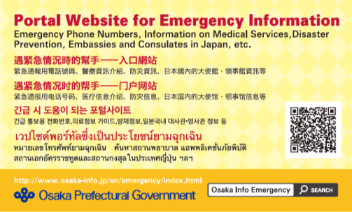 Portal Website for Emergency Information
Emergency Phone Numbers, Information on Medical Services, Disaster
Prevention, Embassies and Consulates in Japan, etc.
遇緊急情況時的幫手——入口網站
緊急通報用電話號碼、醫療資訊介紹、防災資訊、日本國內的大使館・領事館資訊等
遇紧急情况时的帮手——门户网站
紧急通报用电话号码、医疗信息介绍、防灾信息、日本国内的大使馆・领事馆信息等
긴급 시 도움이 되는 포털사이트
긴급 통보용 전화번호, 의료정보 가이드, 방재정보, 일본국내 대사관・영사관 정보 등
เวปไซต์พอร์ทัลซึ่งเป็นประโยชน์ยามฉุกเฉิน
หมายเลขโทรศัพท์ยามฉุกเฉิน ค้นหาสถานพยาบาล แอพพลิเคชั่นภัยพิบัติ
สถานเอกอัครราชทูตและสถานกงสุลในประเทศญี่ปุ่น ฯลฯ
http://www.osaka-info.jp/en/emergency/index.html
Osaka Prefectural Government
Osaka Info Emergency
SEARCH